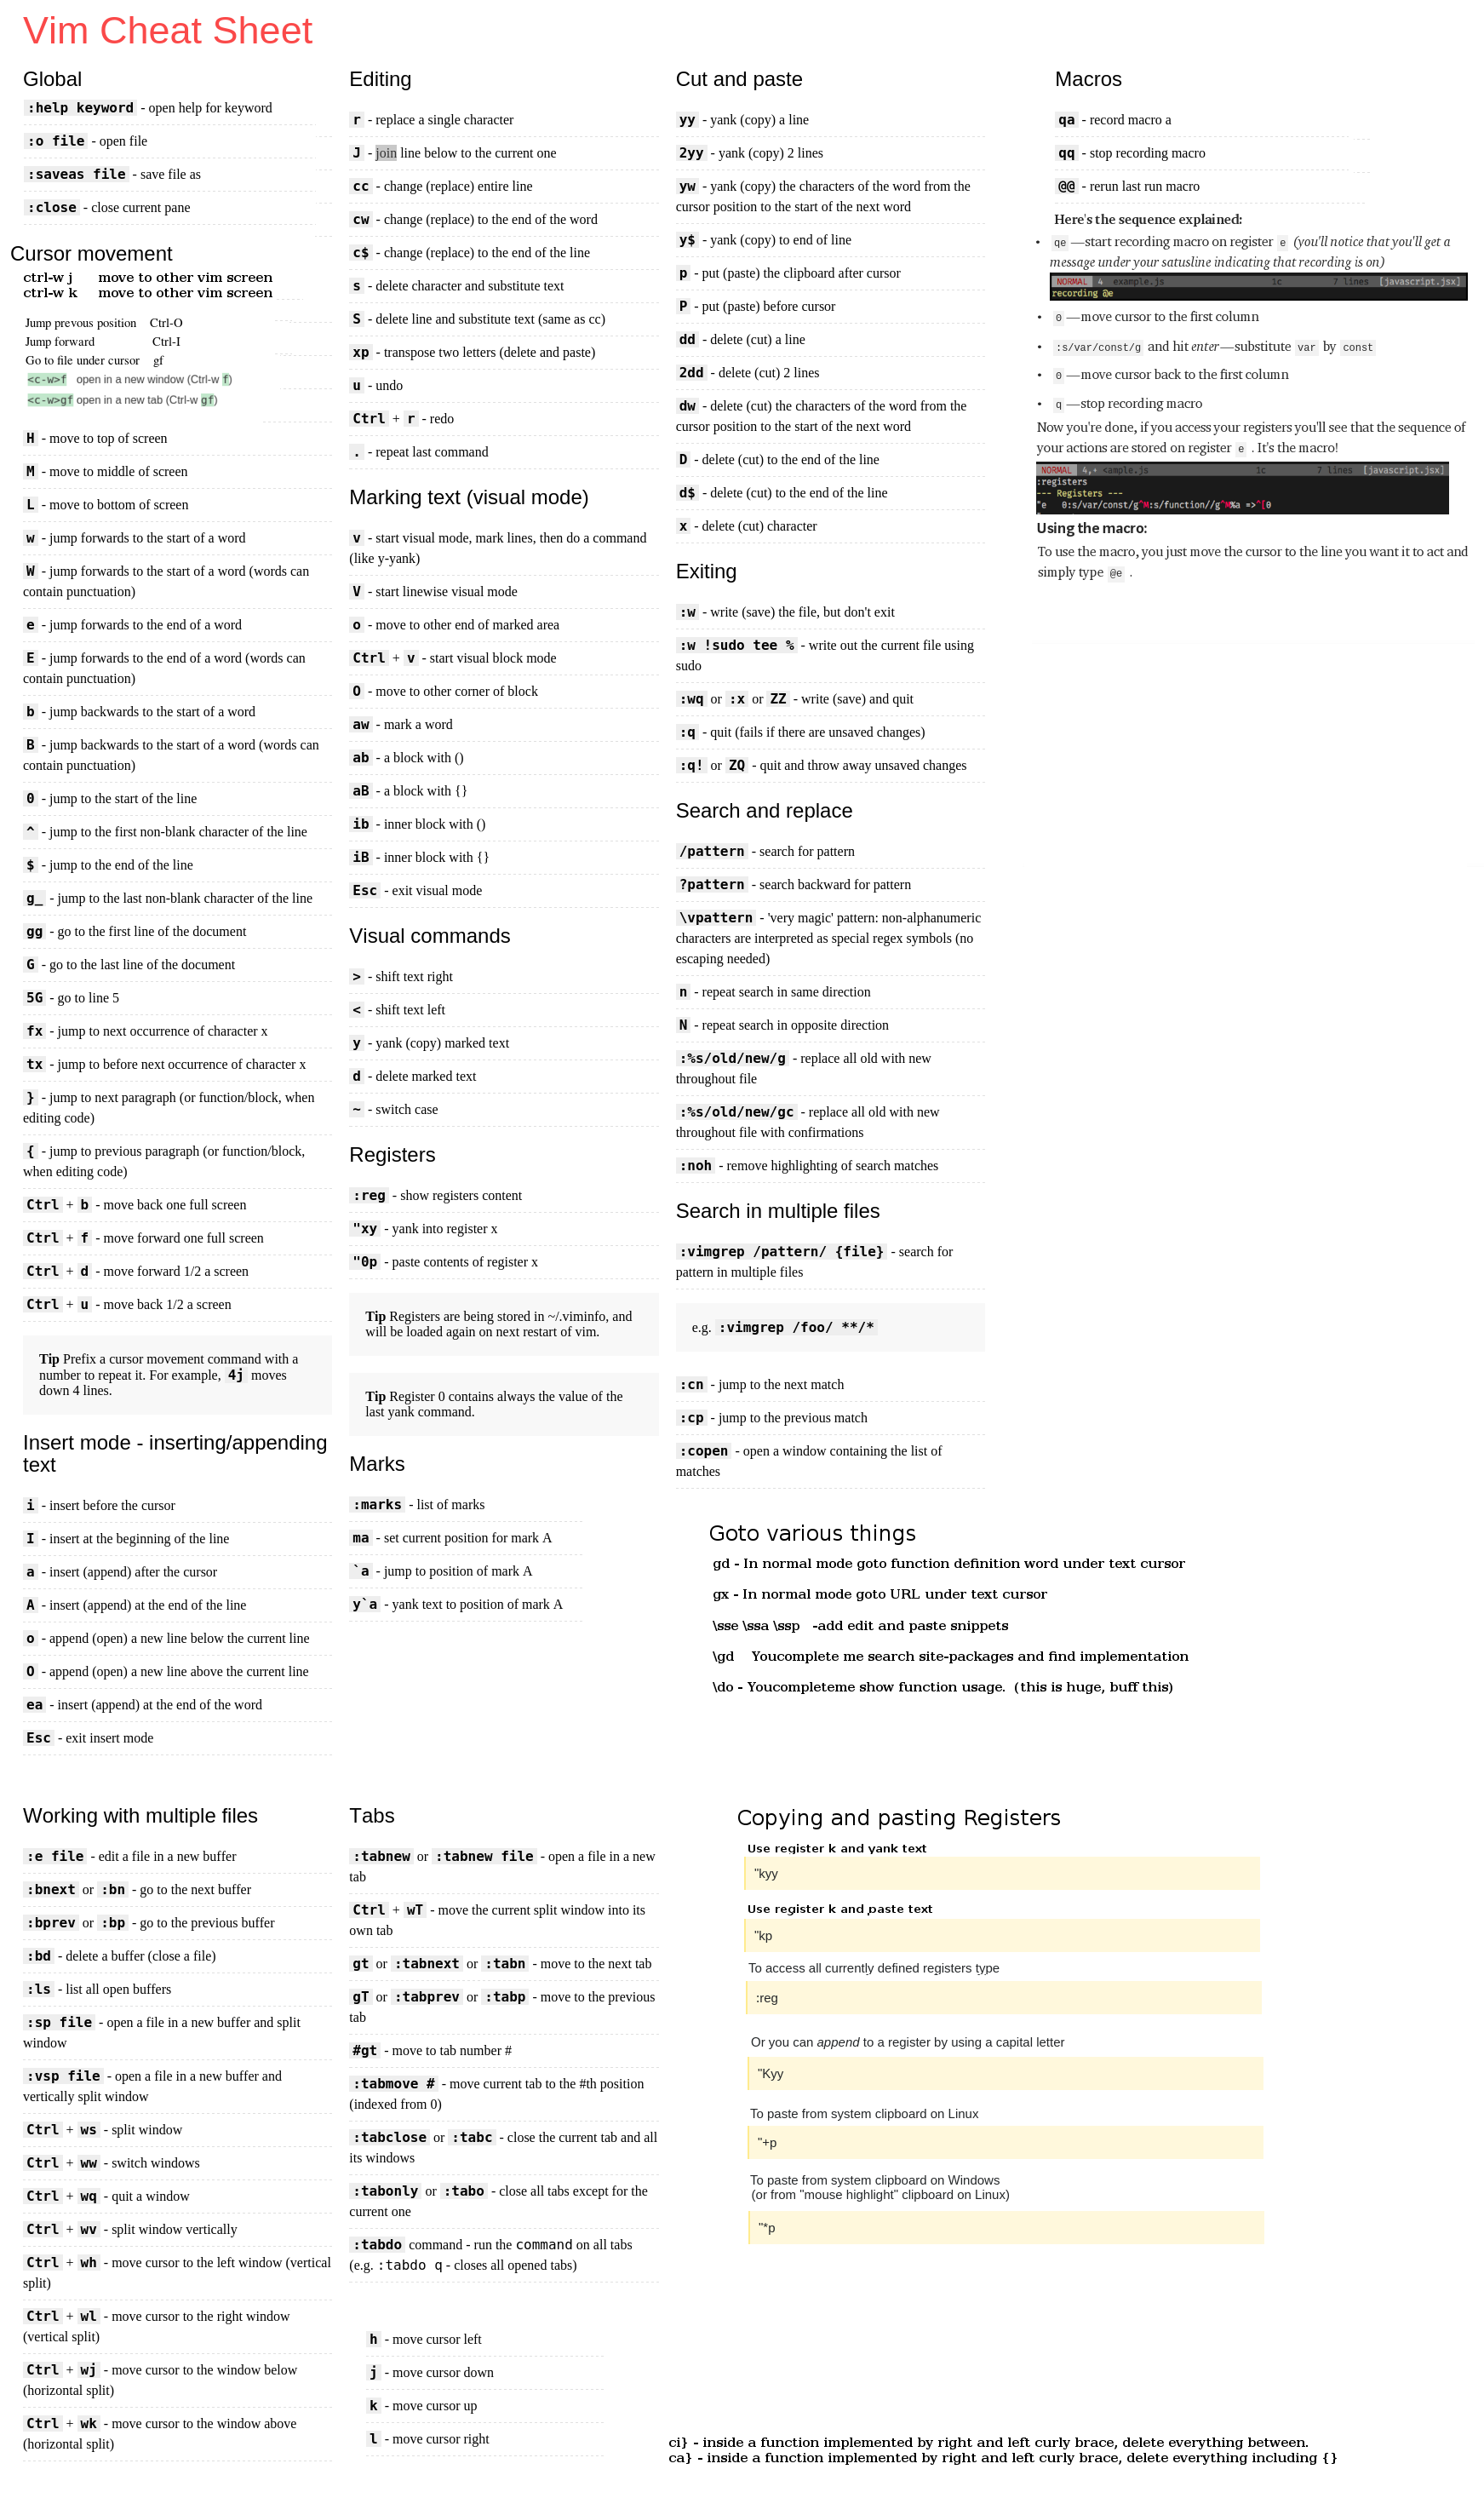 Vim Cheat Sheet
Global
:help keyword - open help for keyword
:o file - open file
:saveas file - save file as
:close - close current pane
Cursor movement
ctrl-w j move to other vim screen
ctrl-w k move to other vim screen
Jump prevous position Ctrl-O
Jump forward Ctrl-I
Go to file under cursor gf
<c-w>f open in a new window (Ctrl-w f)
<c-w>gf open in a new tab (Ctrl-w gf)
H - move to top of screen
M - move to middle of screen
L - move to bottom of screen
w - jump forwards to the start of a word
W - jump forwards to the start of a word (words can
contain punctuation)
e - jump forwards to the end of a word
E - jump forwards to the end of a word (words can
contain punctuation)
b - jump backwards to the start of a word
B - jump backwards to the start of a word (words can
contain punctuation)
0 - jump to the start of the line
^ - jump to the first non-blank character of the line
$ - jump to the end of the line
g_ - jump to the last non-blank character of the line
gg - go to the first line of the document
G - go to the last line of the document
5G - go to line 5
fx - jump to next occurrence of character x
tx - jump to before next occurrence of character x
} - jump to next paragraph (or function/block, when
editing code)
{ - jump to previous paragraph (or function/block,
when editing code)
Ctrl + b - move back one full screen
Ctrl + f - move forward one full screen
Ctrl + d - move forward 1/2 a screen
Ctrl + u - move back 1/2 a screen
Tip Prefix a cursor movement command with a
number to repeat it. For example, 4j moves
down 4 lines.
Insert mode - inserting/appending
text
i - insert before the cursor
I - insert at the beginning of the line
a - insert (append) after the cursor
A - insert (append) at the end of the line
o - append (open) a new line below the current line
O - append (open) a new line above the current line
ea - insert (append) at the end of the word
Esc - exit insert mode
Editing
r - replace a single character
J - join line below to the current one
cc - change (replace) entire line
cw - change (replace) to the end of the word
c$ - change (replace) to the end of the line
s - delete character and substitute text
S - delete line and substitute text (same as cc)
xp - transpose two letters (delete and paste)
u - undo
Ctrl + r - redo
. - repeat last command
Marking text (visual mode)
v - start visual mode, mark lines, then do a command
(like y-yank)
V - start linewise visual mode
o - move to other end of marked area
Ctrl + v - start visual block mode
O - move to other corner of block
aw - mark a word
ab - a block with ()
aB - a block with {}
ib - inner block with ()
iB - inner block with {}
Esc - exit visual mode
Visual commands
> - shift text right
< - shift text left
y - yank (copy) marked text
d - delete marked text
~ - switch case
Registers
:reg - show registers content
"xy - yank into register x
"0p - paste contents of register x
Tip Registers are being stored in ~/.viminfo, and
will be loaded again on next restart of vim.
Tip Register 0 contains always the value of the
last yank command.
Marks
:marks - list of marks
ma - set current position for mark A
`a - jump to position of mark A
y`a - yank text to position of mark A
Cut and paste
yy - yank (copy) a line
2yy - yank (copy) 2 lines
yw - yank (copy) the characters of the word from the
cursor position to the start of the next word
y$ - yank (copy) to end of line
p - put (paste) the clipboard after cursor
P - put (paste) before cursor
dd - delete (cut) a line
2dd - delete (cut) 2 lines
dw - delete (cut) the characters of the word from the
cursor position to the start of the next word
D - delete (cut) to the end of the line
d$ - delete (cut) to the end of the line
x - delete (cut) character
Exiting
:w - write (save) the file, but don't exit
:w !sudo tee % - write out the current file using
sudo
:wq or :x or ZZ - write (save) and quit
:q - quit (fails if there are unsaved changes)
:q! or ZQ - quit and throw away unsaved changes
Search and replace
/pattern - search for pattern
?pattern - search backward for pattern
\vpattern - 'very magic' pattern: non-alphanumeric
characters are interpreted as special regex symbols (no
escaping needed)
n - repeat search in same direction
N - repeat search in opposite direction
:%s/old/new/g - replace all old with new
throughout file
:%s/old/new/gc - replace all old with new
throughout file with confirmations
:noh - remove highlighting of search matches
Search in multiple files
:vimgrep /pattern/ {file} - search for
pattern in multiple files
e.g. :vimgrep /foo/ **/*
:cn - jump to the next match
:cp - jump to the previous match
:copen - open a window containing the list of
matches
Goto various things
gd - In normal mode goto function definition word under text cursor
gx - In normal mode goto URL under text cursor
\sse \ssa \ssp -add edit and paste snippets
\gd Youcomplete me search site-packages and find implementation
\do - Youcompleteme show function usage. (this is huge, buff this)
Macros
qa - record macro a
qq - stop recording macro
@@ - rerun last run macro
Here's the sequence explained:
• qe —start recording macro on register e (you'll notice that you'll get a
message under your satusline indicating that recording is on)
NORMAL 4 example.js 1c 7 lines [javascript.jsx]
recording @e
• 0 —move cursor to the first column
• :s/var/const/g and hit enter—substitute var by const
• 0 —move cursor back to the first column
• q —stop recording macro
Now you're done, if you access your registers you'll see that the sequence of
your actions are stored on register e . It's the macro!
NORMAL 4,+ <ample.js 1c 7 lines [javascript.jsx]
:registers
--- Registers ---
"e 0:s/var/const/g^M:s/function//g^M%a =>^[0
Using the macro:
To use the macro, you just move the cursor to the line you want it to act and
simply type @e .
Working with multiple files
:e file - edit a file in a new buffer
:bnext or :bn - go to the next buffer
:bprev or :bp - go to the previous buffer
:bd - delete a buffer (close a file)
:ls - list all open buffers
:sp file - open a file in a new buffer and split
window
:vsp file - open a file in a new buffer and
vertically split window
Ctrl + ws - split window
Ctrl + ww - switch windows
Ctrl + wq - quit a window
Ctrl + wv - split window vertically
Ctrl + wh - move cursor to the left window (vertical
split)
Ctrl + wl - move cursor to the right window
(vertical split)
Ctrl + wj - move cursor to the window below
(horizontal split)
Ctrl + wk - move cursor to the window above
(horizontal split)
Tabs
:tabnew or :tabnew file - open a file in a new
tab
Ctrl + wT - move the current split window into its
own tab
gt or :tabnext or :tabn - move to the next tab
gT or :tabprev or :tabp - move to the previous
tab
#gt - move to tab number #
:tabmove # - move current tab to the #th position
(indexed from 0)
:tabclose or :tabc - close the current tab and all
its windows
:tabonly or :tabo - close all tabs except for the
current one
:tabdo command - run the command on all tabs
(e.g. :tabdo q - closes all opened tabs)
h - move cursor left
j - move cursor down
k - move cursor up
l - move cursor right
Copying and pasting Registers
Use register k and yank text
"kyy
Use register k and paste text
"kp
To access all currently defined registers type
:reg
Or you can append to a register by using a capital letter
"Kyy
To paste from system clipboard on Linux
"+p
To paste from system clipboard on Windows
(or from "mouse highlight" clipboard on Linux)
"*p
ci} - inside a function implemented by right and left curly brace, delete everything between.
ca} - inside a function implemented by right and left curly brace, delete everything including {}